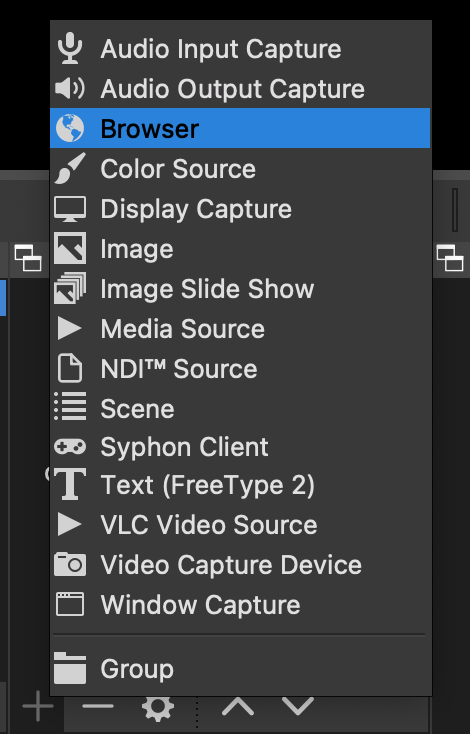 Audio Input Capture
Audio Output Capture
Browser
Color Source
Display Capture
Image
Image Slide Show
Media Source
NDI™ Source
Scene
Syphon Client
Text (FreeType 2)
VLC Video Source
Video Capture Device
Window Capture
Group